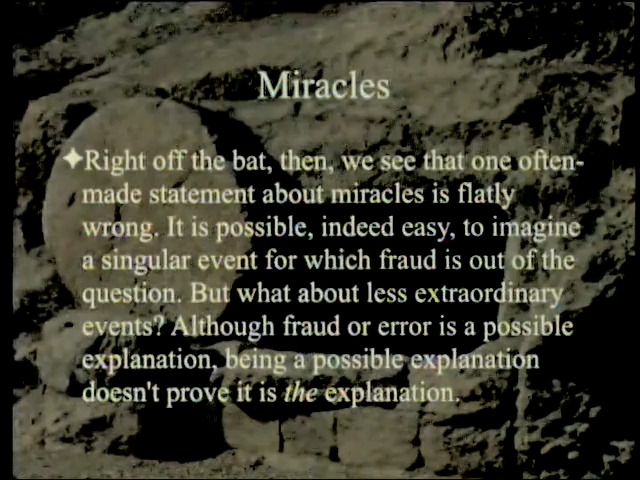 Miracles
Right off the bat, then, we see that one often-
made statement about miracles is flatly
wrong. It is possible, indeed easy, to imagine
a singular event for which fraud is out of the
question. But what about less extraordinary
events? Although fraud or error is a possible
explanation, being a possible explanation
doesn't prove it is the explanation.